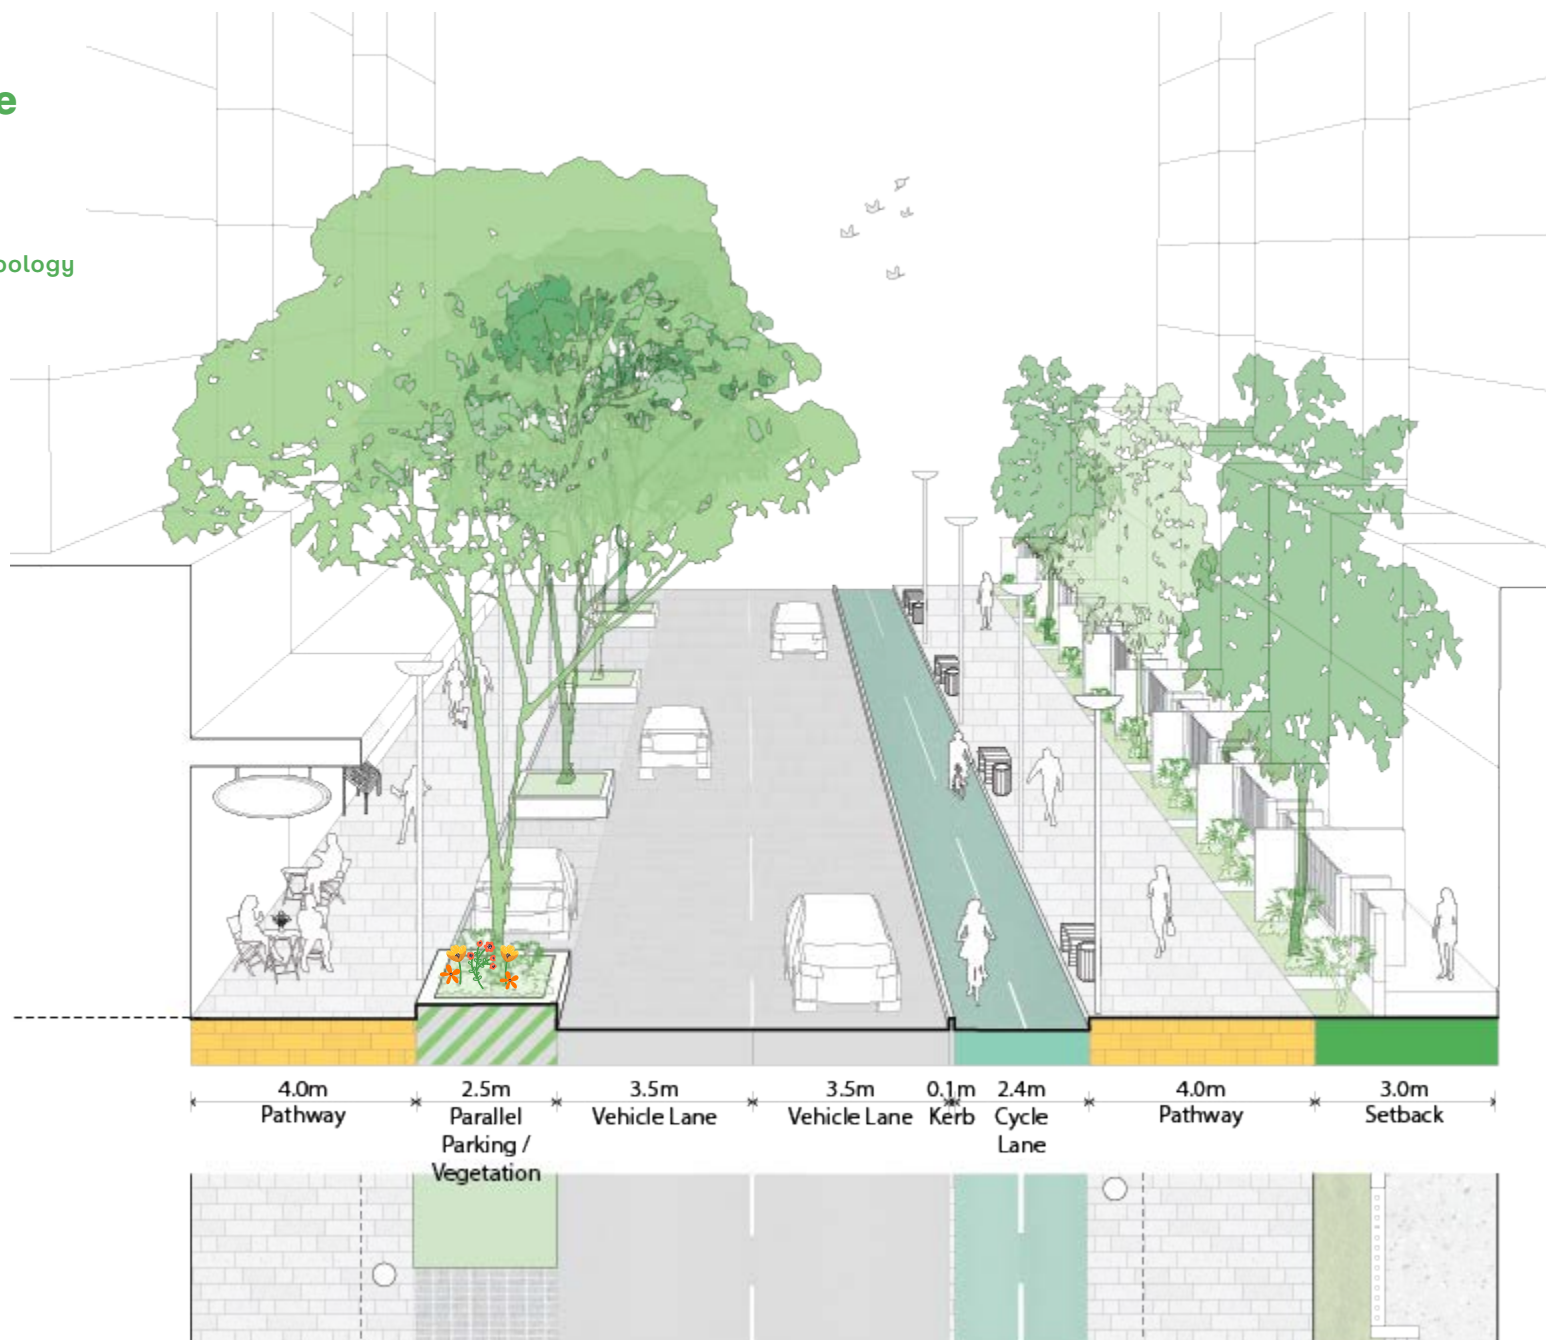 e
pology
4.0m
Pathway
2.5m
Parallel
Parking /
Vegetation
3.5m
Vehicle Lane
3.5m
Vehicle Lane
0.1m
Kerb
2.4m
Cycle
Lane
4.0m
Pathway
3.0m
Setback